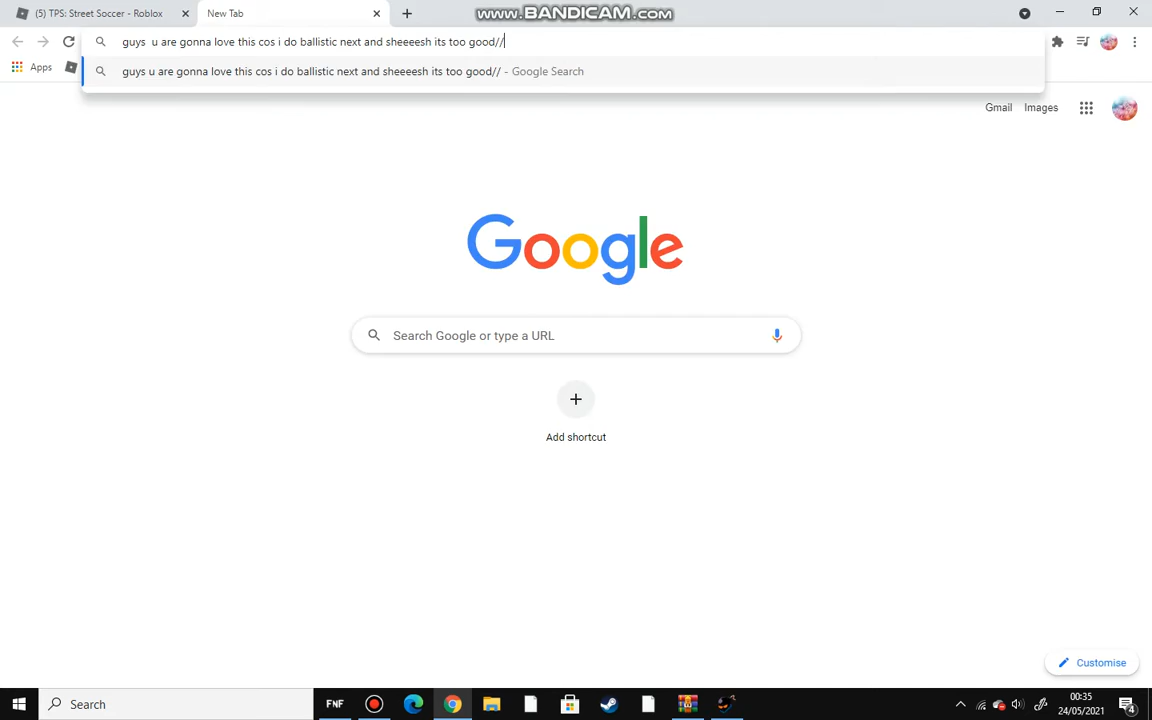 (5) TPS: Street Soccer - Roblox
New Tab
www.BANDICAM.com
guys  u are gonna love this cos i do ballistic next and sheeeesh its too good//
Apps
guys u are gonna love this cos i do ballistic next and sheeeesh its too good// - Google Search
Gmail
Images
Google
Search Google or type a URL
Add shortcut
Customise
Search
FNF
00:35
24/05/2021
4